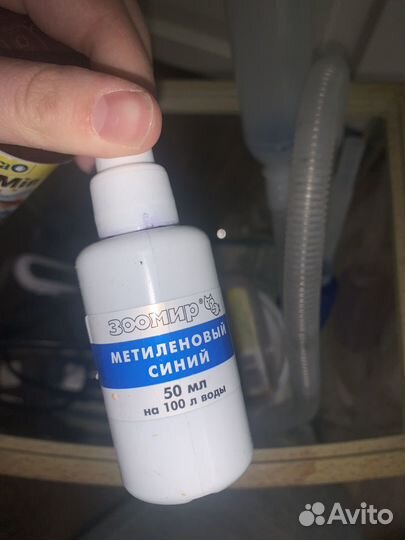 ЗООМИР®
МЕТИЛЕНОВЫЙ
СИНИЙ
50 мл
на 100 л воды
Avito